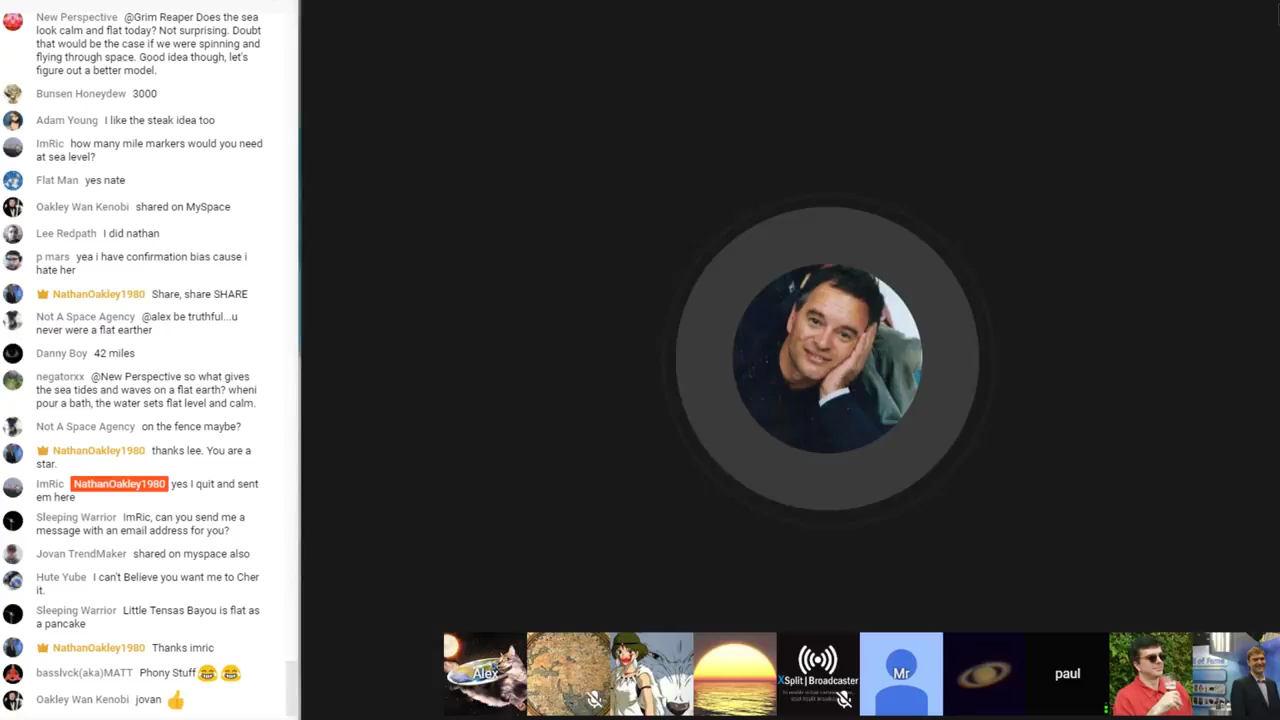 New Perspective @Grim Reaper Does the sea
look calm and flat today? Not surprising. Doubt
that would be the case if we were spinning and
flying through space. Good idea though, let's
figure out a better model.
Bunsen Honeydew 3000
Adam Young I like the steak idea too
ImRic how many mile markers would you need
at sea level?
Flat Man yes nate
Oakley Wan Kenobi shared on MySpace
Lee Redpath I did nathan
p mars yea i have confirmation bias cause i
hate her
NathanOakley1980 Share, share SHARE
Not A Space Agency @alex be truthful...u
never were a flat earther
Danny Boy 42 miles
negatorxx @New Perspective so what gives
the sea tides and waves on a flat earth? wheni
pour a bath, the water sets flat level and calm.
Not A Space Agency on the fence maybe?
NathanOakley1980 thanks lee. You are a
star.
ImRic NathanOakley1980 yes I quit and sent
em here
Sleeping Warrior ImRic, can you send me a
message with an email address for you?
Jovan TrendMaker shared on myspace also
Hute Yube I can't Believe you want me to Cher
it.
Sleeping Warrior Little Tensas Bayou is flat as
a pancake
NathanOakley1980 Thanks imric
basslvck(aka)MATT Phony Stuff😂 😂
Oakley Wan Kenobi jovan 👍
Alex
XSplit|Broadcaster
Mr
paul
of Fame